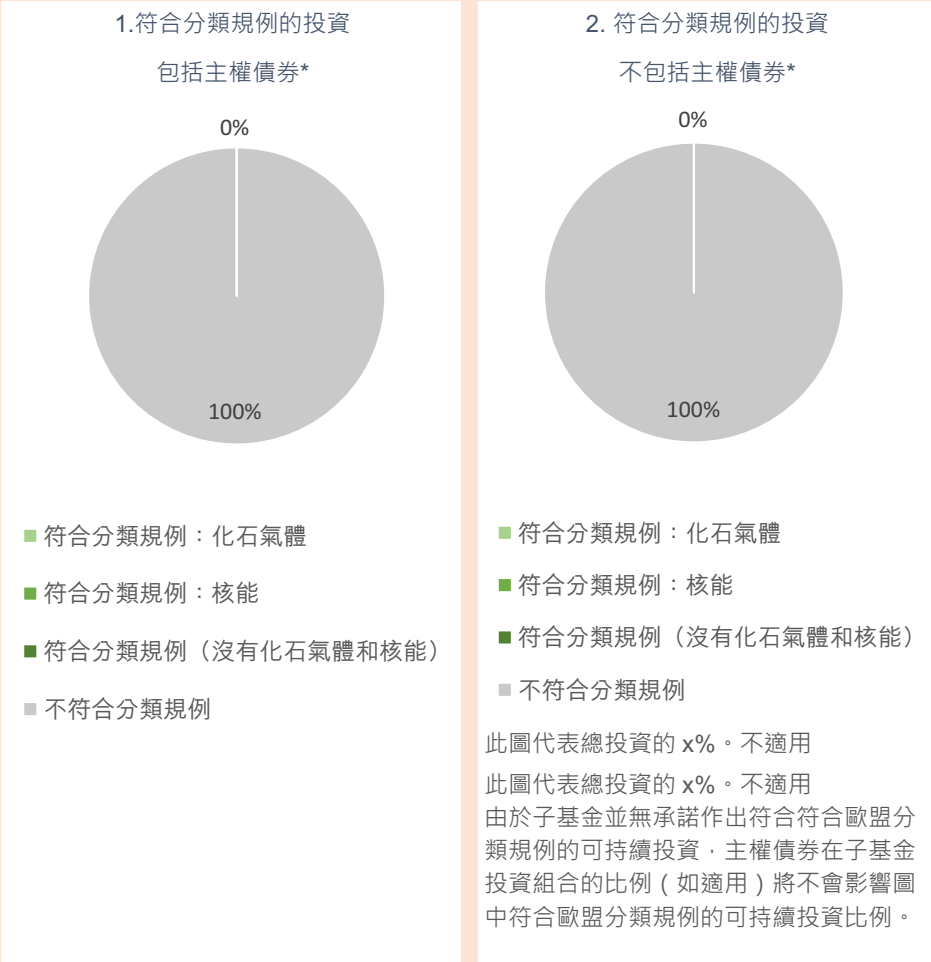 1.符合分類規例的投資
包括主權債券*
0%
100%
符合分類規例：化石氣體
符合分類規例：核能
符合分類規例（沒有化石氣體和核能）
不符合分類規例
2. 符合分類規例的投資
不包括主權債券*
0%
100%
符合分類規例：化石氣體
符合分類規例：核能
符合分類規例（沒有化石氣體和核能）
不符合分類規例
此圖代表總投資的 x%。不適用
此圖代表總投資的 x%。不適用
由於子基金並無承諾作出符合符合歐盟分
類規例的可持續投資，主權債券在子基金
投資組合的比例（如適用）將不會影響圖
中符合歐盟分類規例的可持續投資比例。